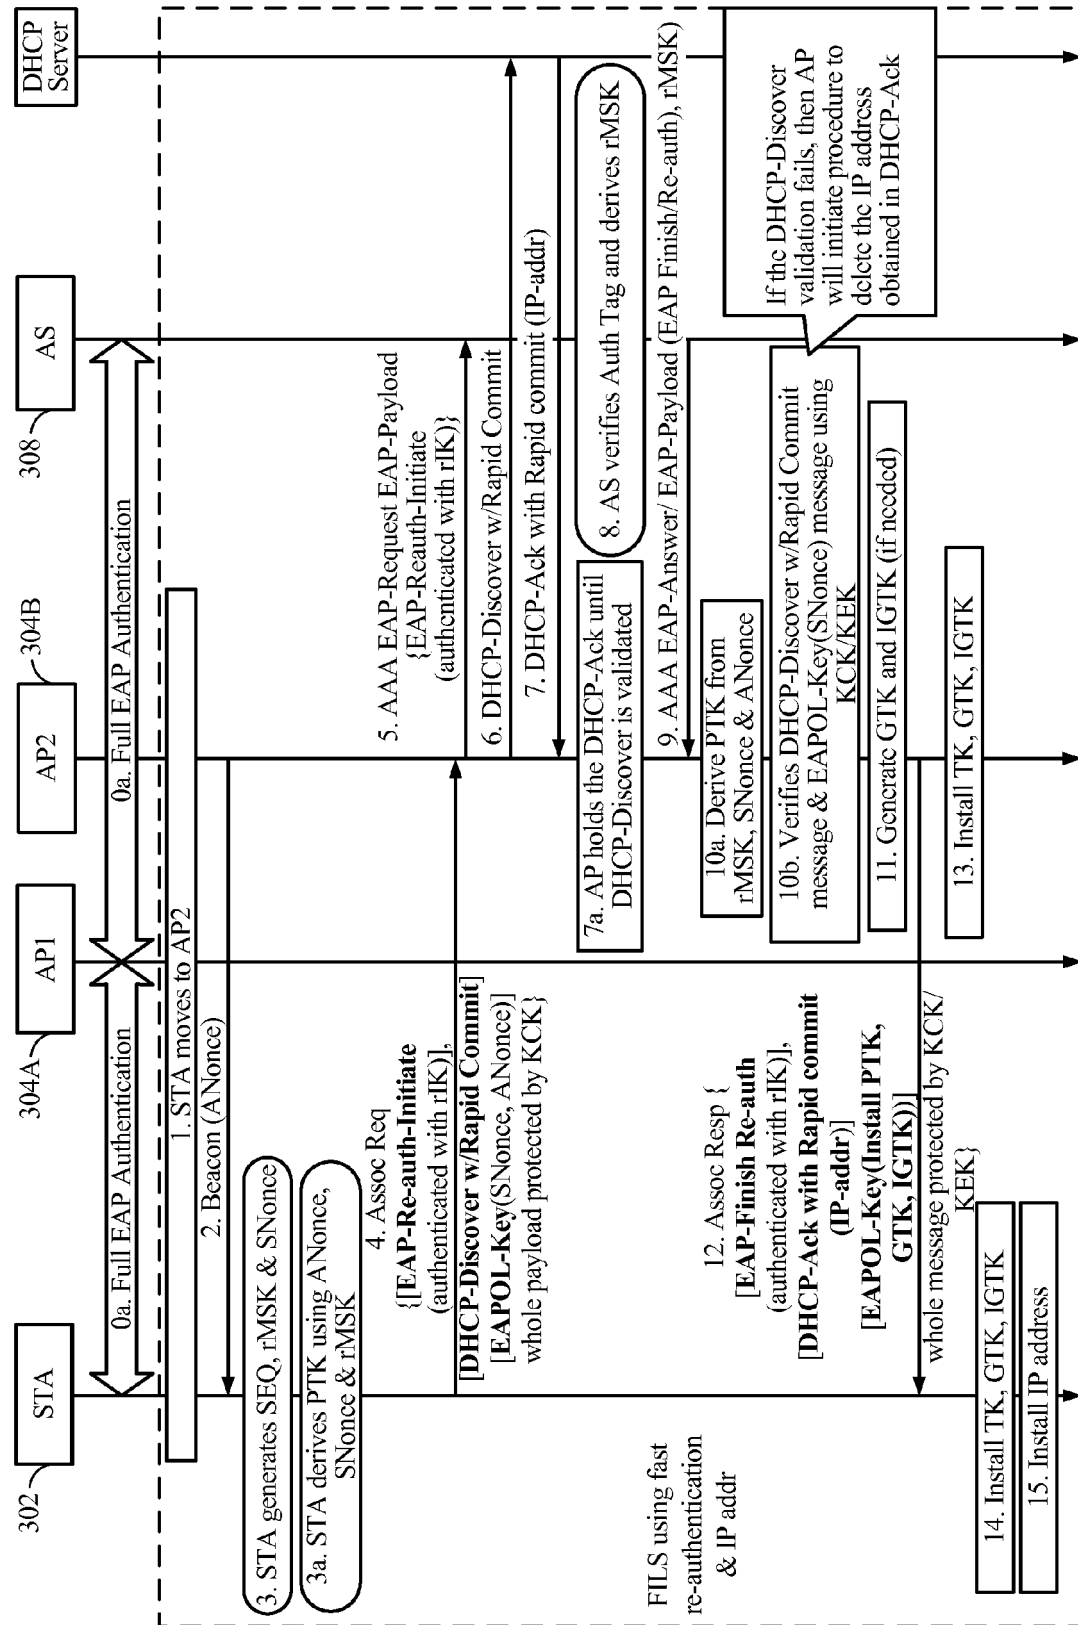 STA
302
AP1
304A
AP2
304B
AS
308
DHCP
Server
0a. Full EAP Authentication
0a. Full EAP Authentication
1. STA moves to AP2
2. Beacon (ANonce)
3. STA generates SEQ, rMSK & SNonce
3a. STA derives PTK using ANonce,
SNonce & rMSK
4. Assoc Req
{[EAP-Re-auth-Initiate
(authenticated with rIK)],
[DHCP-Discover w/Rapid Commit]
[EAPOL-Key(SNonce, ANonce)]
whole payload protected by KCK}
5. AAA EAP-Request EAP-Payload
{EAP-Reauth-Initiate
(authenticated with rIK)}
6. DHCP-Discover w/Rapid Commit
7. DHCP-Ack with Rapid commit (IP-addr)
7a. AP holds the DHCP-Ack until
DHCP-Discover is validated
8. AS verifies Auth Tag and derives rMSK
9. AAA EAP-Answer/ EAP-Payload (EAP Finish/Re-auth), rMSK)
10a. Derive PTK from
rMSK, SNonce & ANonce
10b. Verifies DHCP-Discover w/Rapid Commit
message & EAPOL-Key(SNonce) message using
KCK/KEK
If the DHCP-Discover
validation fails, then AP
will initiate procedure to
delete the IP address
obtained in DHCP-Ack
11. Generate GTK and IGTK (if needed)
12. Assoc Resp {
[EAP-Finish Re-auth
(authenticated with rIK)],
[DHCP-Ack with Rapid commit
(IP-addr)]
[EAPOL-Key(Install PTK,
GTK, IGTK))]
whole message protected by KCK/
KEK}
13. Install TK, GTK, IGTK
14. Install TK, GTK, IGTK
15. Install IP address
FILS using fast
re-authentication
& IP addr